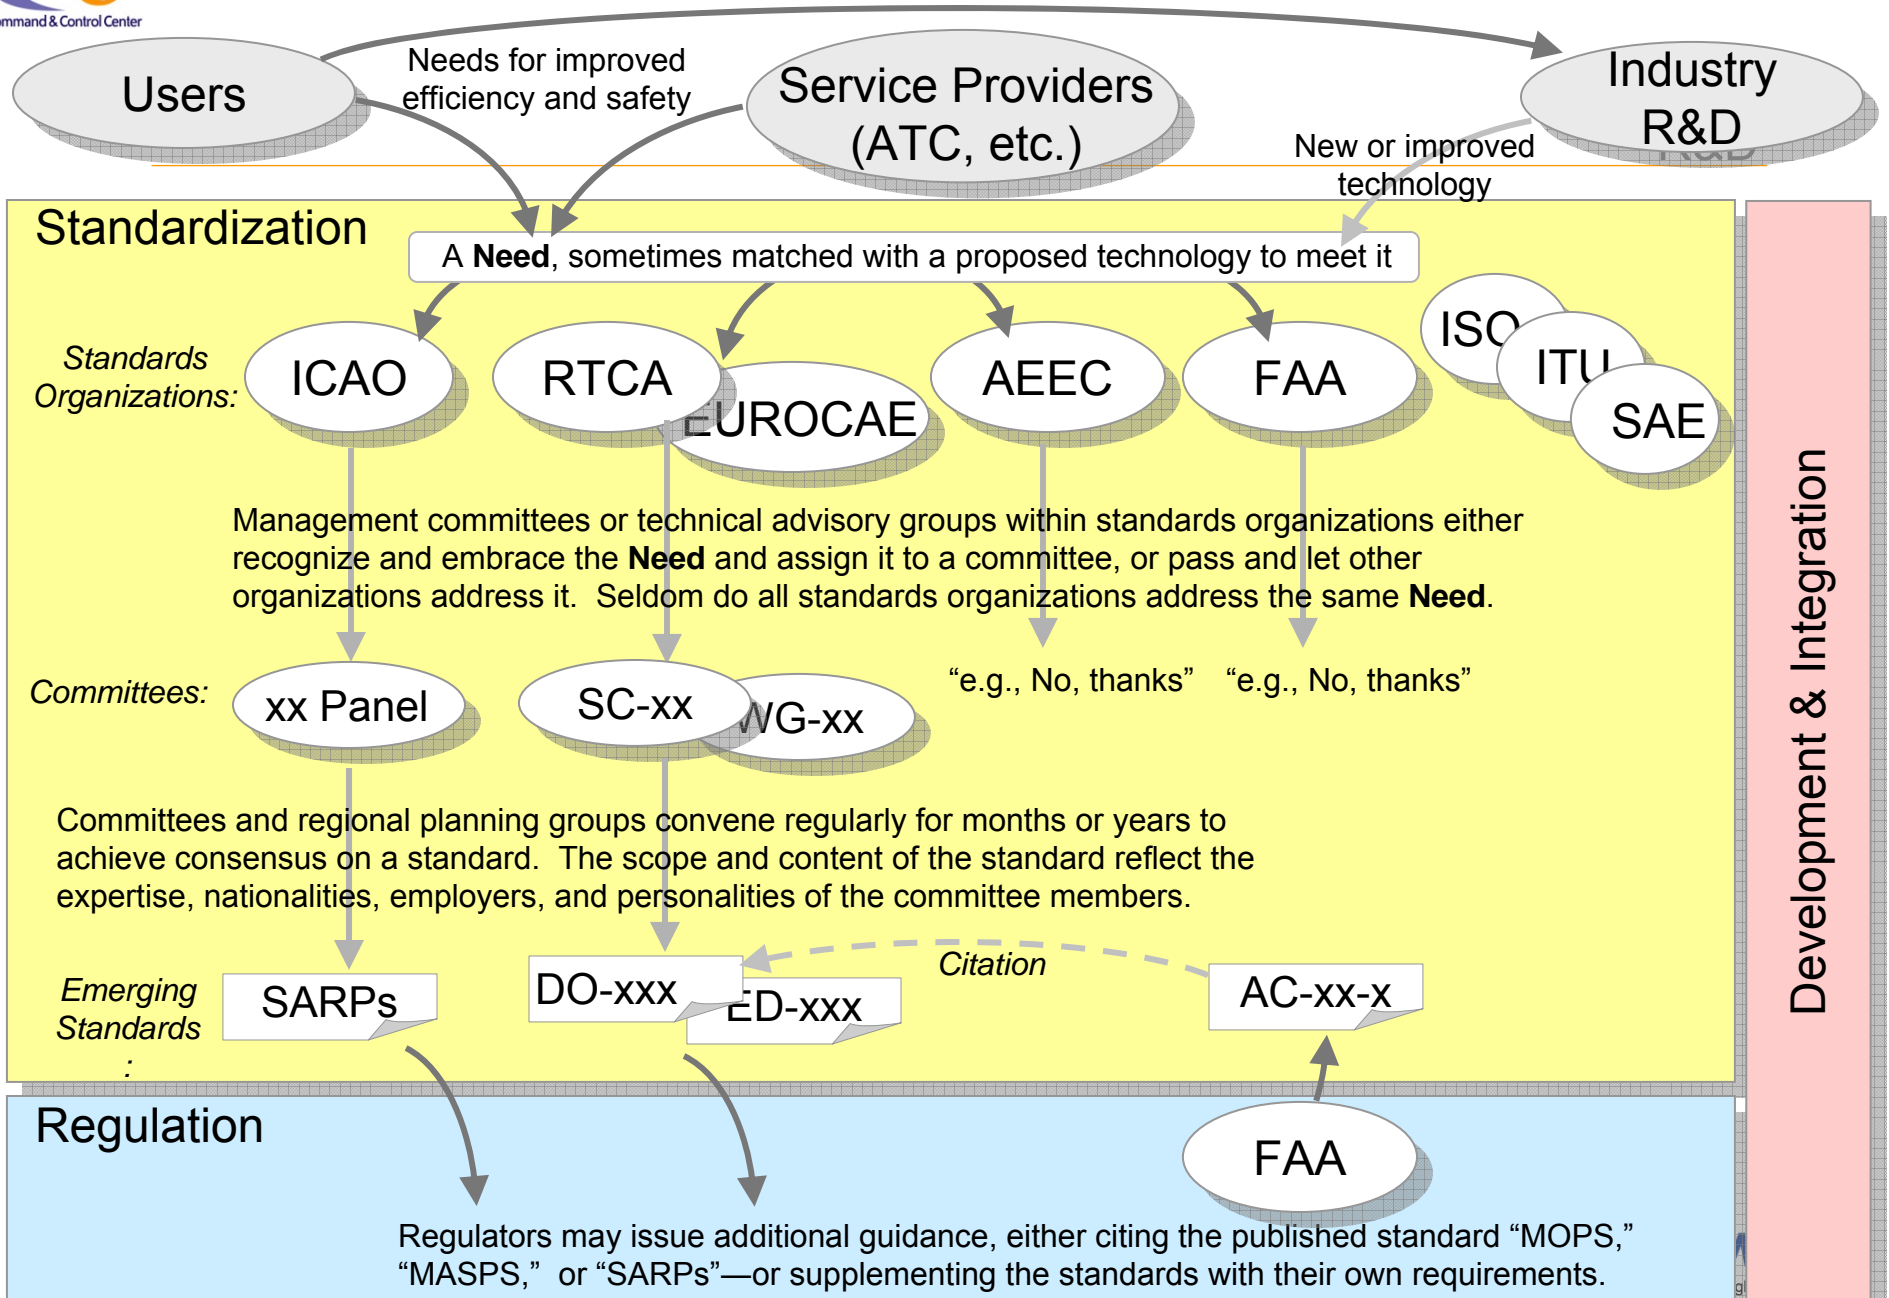 Command & Control Center
Users
Needs for improved
efficiency and safety
Service Providers
(ATC, etc.)
Industry
R&D
New or improved
technology
Standardization
A Need, sometimes matched with a proposed technology to meet it
Standards
Organizations:
ICAO
RTCA
EUROCAE
AEEC
FAA
ISO
ITU
SAE
Management committees or technical advisory groups within standards organizations either
recognize and embrace the Need and assign it to a committee, or pass and let other
organizations address it.  Seldom do all standards organizations address the same Need.
Committees:
xx Panel
SC-xx
WG-xx
“e.g., No, thanks”
“e.g., No, thanks”
Committees and regional planning groups convene regularly for months or years to
achieve consensus on a standard.  The scope and content of the standard reflect the
expertise, nationalities, employers, and personalities of the committee members.
Emerging
Standards
:
SARPs
DO-xxx
ED-xxx
Citation
AC-xx-x
Development & Integration
Regulation
FAA
Regulators may issue additional guidance, either citing the published standard “MOPS,”
“MASPS,”  or “SARPs”—or supplementing the standards with their own requirements.